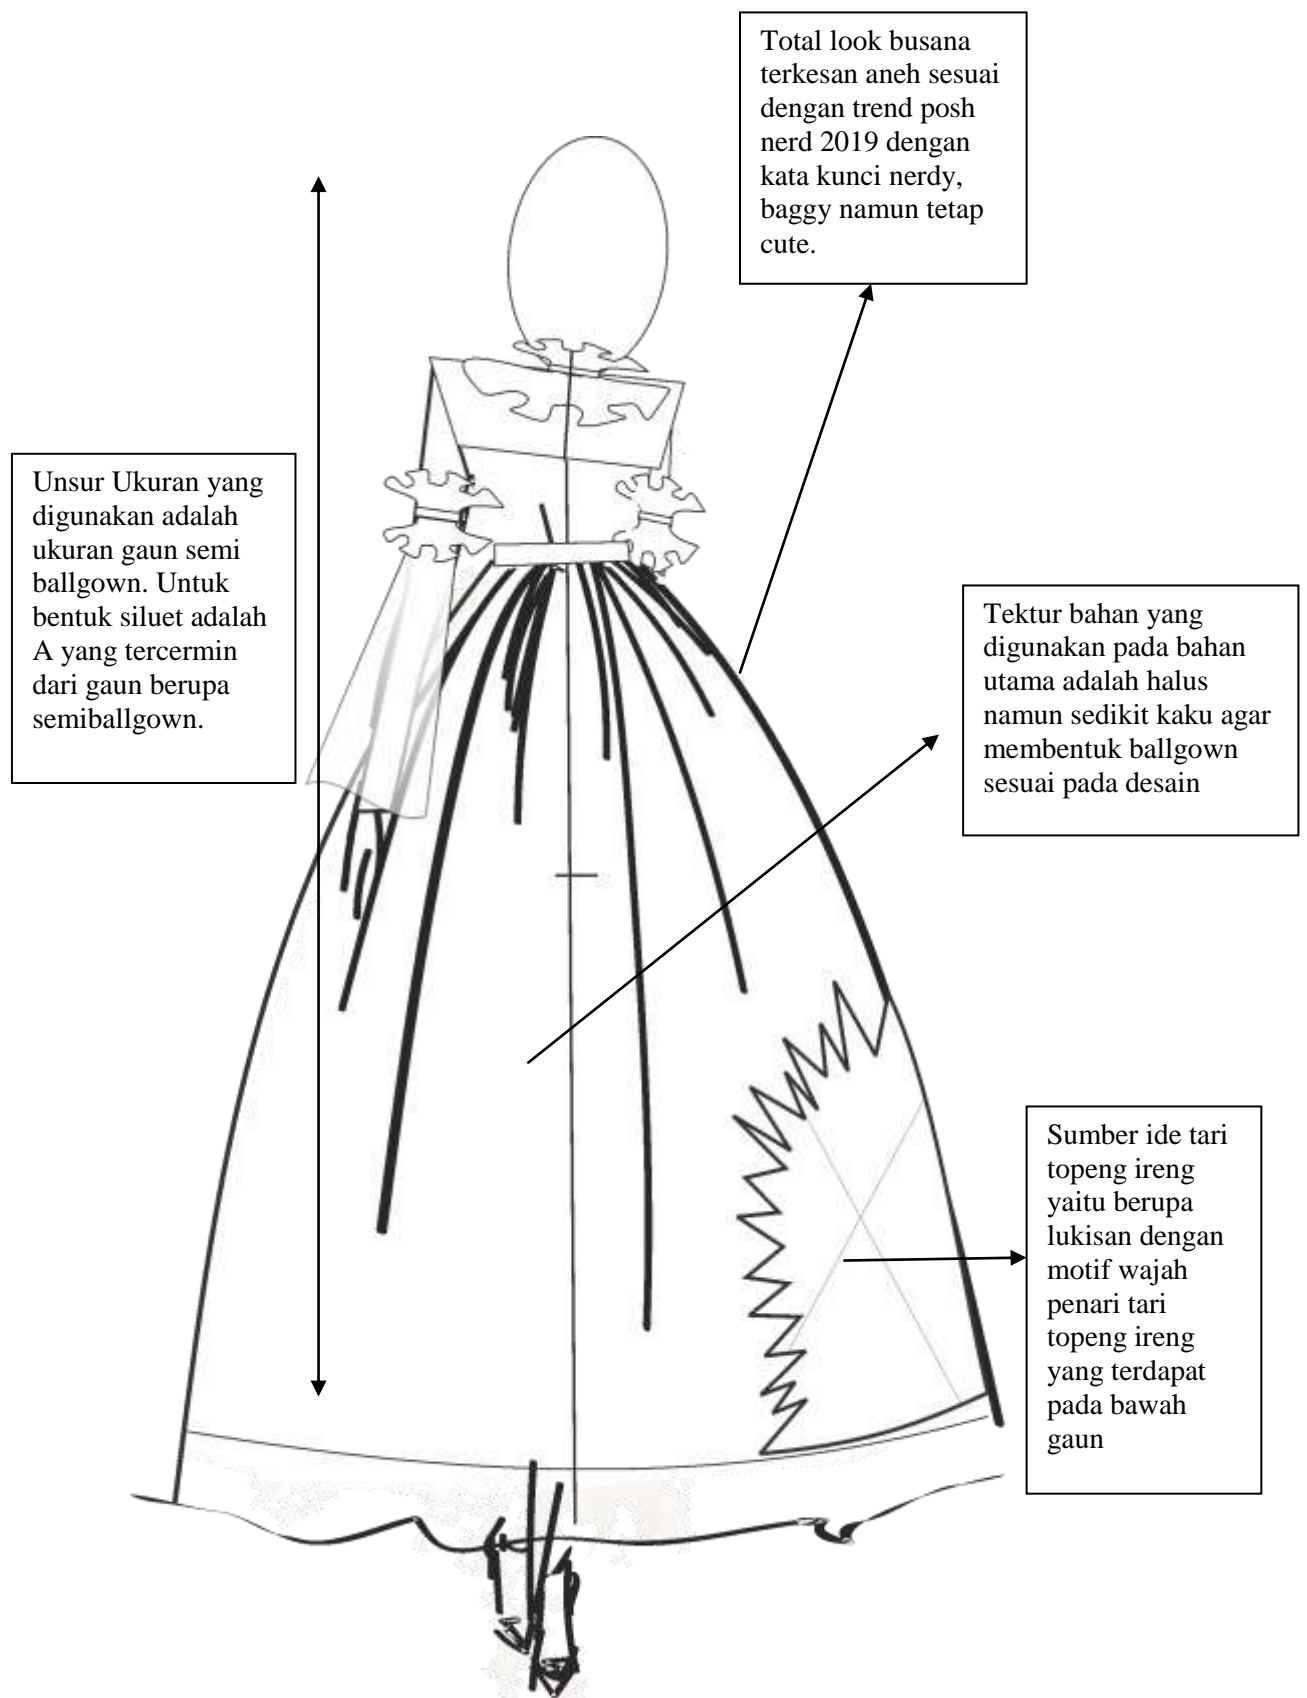 Total look busana
terkesan aneh sesuai
dengan trend posh
nerd 2019 dengan
kata kunci nerdy,
baggy namun tetap
cute.
Unsur Ukuran yang
digunakan adalah
ukuran gaun semi
ballgown. Untuk
bentuk siluet adalah
A yang tercermin
dari gaun berupa
semiballgown.
Tektur bahan yang
digunakan pada bahan
utama adalah halus
namun sedikit kaku agar
membentuk ballgown
sesuai pada desain
Sumber ide tari
topeng ireng
yaitu berupa
lukisan dengan
motif wajah
penari tari
topeng ireng
yang terdapat
pada bawah
gaun